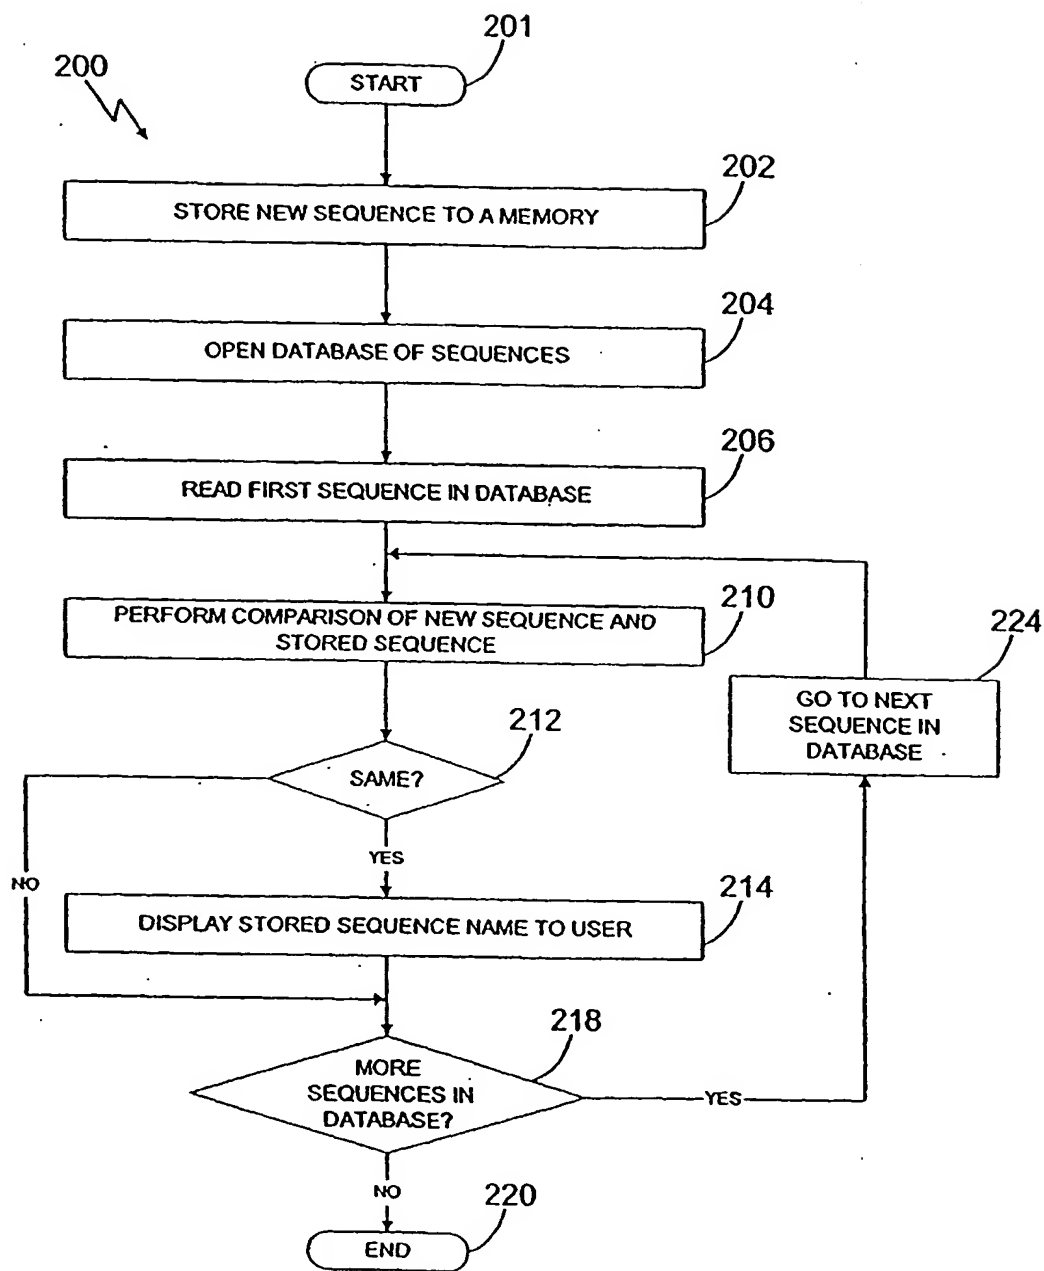 201
200
START
202
STORE NEW SEQUENCE TO A MEMORY
204
OPEN DATABASE OF SEQUENCES
206
READ FIRST SEQUENCE IN DATABASE
210
PERFORM COMPARISON OF NEW SEQUENCE AND
STORED SEQUENCE
224
GO TO NEXT
SEQUENCE IN
DATABASE
212
SAME?
YES
NO
214
DISPLAY STORED SEQUENCE NAME TO USER
218
MORE
SEQUENCES IN
DATABASE?
YES
NO
220
END